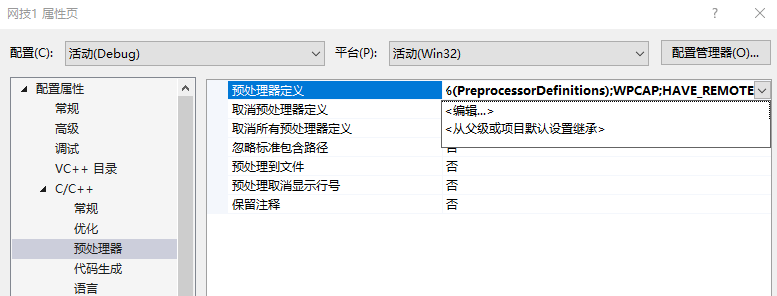 网技1 属性页
? ×
配置(C): 活动(Debug) 平台(P): 活动(Win32) 配置管理器(O)...
配置属性
常规
高级
调试
VC++ 目录
C/C++
常规
优化
预处理器
代码生成
语言
预处理器定义 %(PreprocessorDefinitions);WPCAP;HAVE_REMOTE
<编辑...>
取消预处理器定义
<从父级或项目默认设置继承>
取消所有预处理器定义
忽略标准包含路径 否
预处理到文件 否
预处理取消显示行号 否
保留注释 否